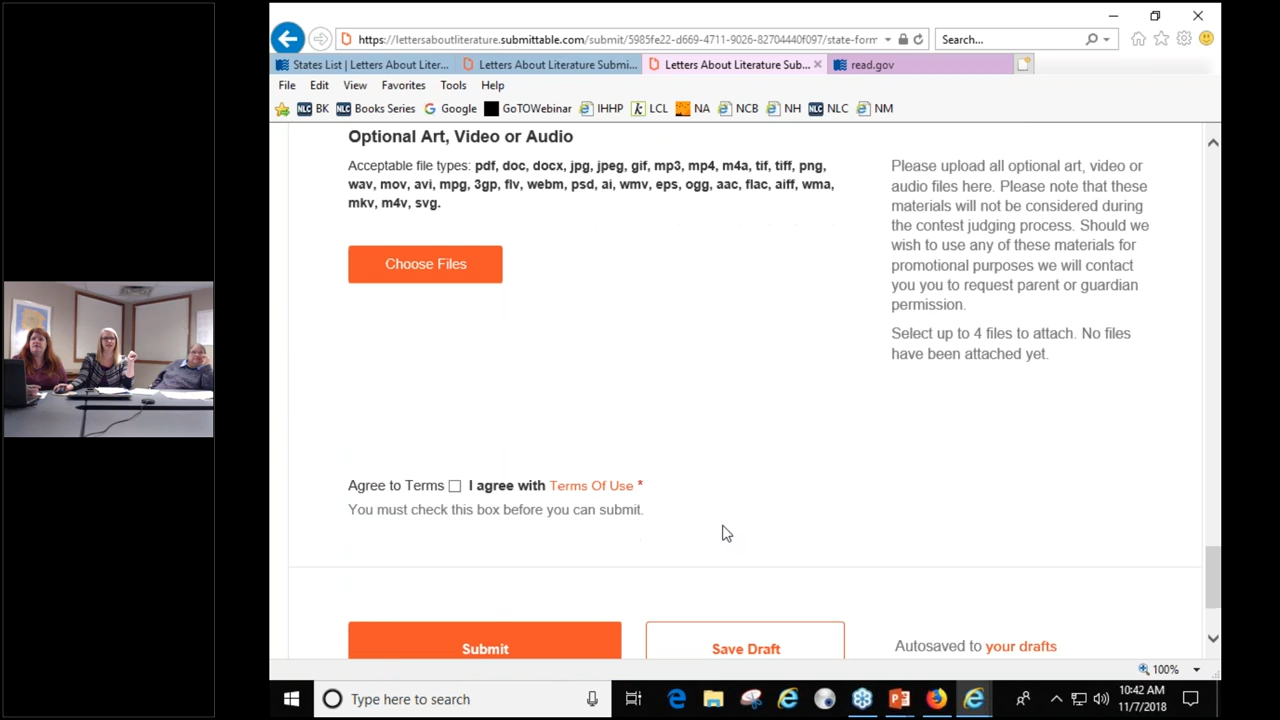 https://lettersaboutliterature.submittable.com/submit/5985fe22-d669-4711-9026-82704440f097/state-form
Search...
States List | Letters About Liter...
Letters About Literature Submi...
Letters About Literature Sub...
read.gov
File Edit View Favorites Tools Help
NLC BK
NLC Books Series
Google
GoTOWebinar
IHHP
LCL
NA
NCB
NH
NLC NLC
NM
Optional Art, Video or Audio
Acceptable file types: pdf, doc, docx, jpg, jpeg, gif, mp3, mp4, m4a, tif, tiff, png,
wav, mov, avi, mpg, 3gp, flv, webm, psd, ai, wmv, eps, ogg, aac, flac, aiff, wma,
mkv, m4v, svg.
Choose Files
Please upload all optional art, video or
audio files here. Please note that these
materials will not be considered during
the contest judging process. Should we
wish to use any of these materials for
promotional purposes we will contact
you you to request parent or guardian
permission.
Select up to 4 files to attach. No files
have been attached yet.
Agree to Terms I agree with Terms Of Use *
You must check this box before you can submit.
Submit
Save Draft
Autosaved to your drafts
100%
Type here to search
10:42 AM
11/7/2018